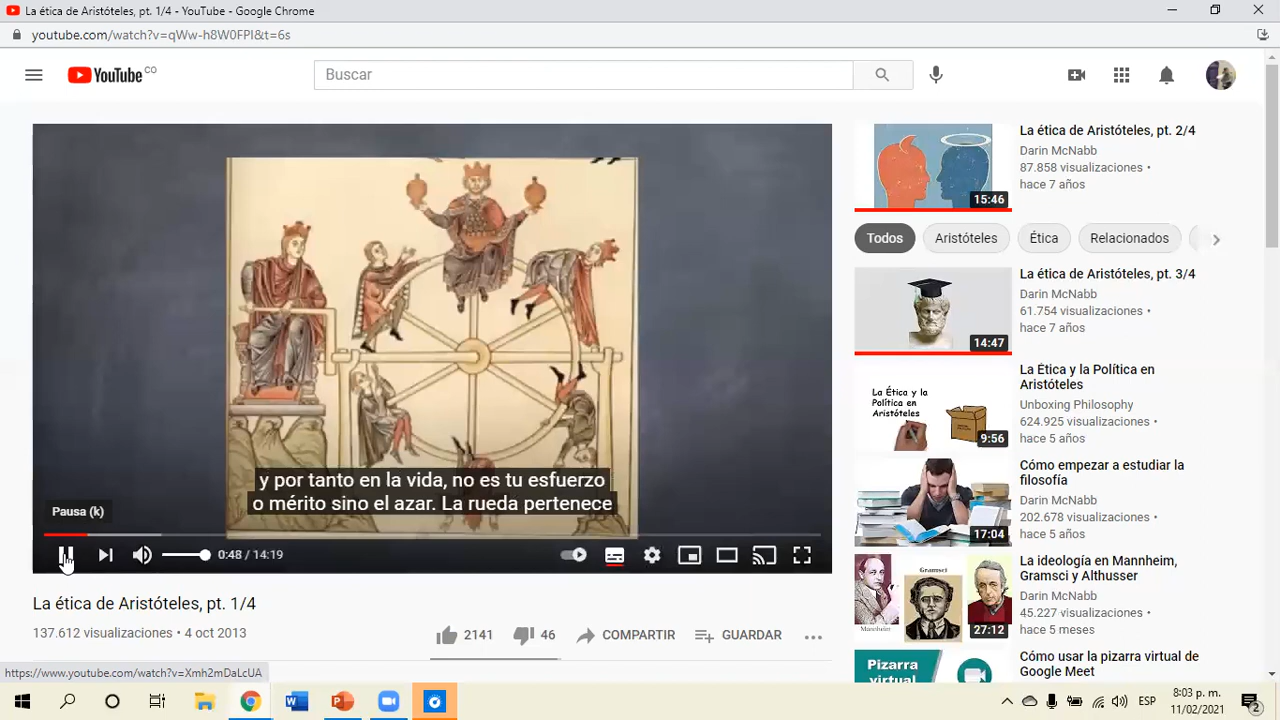 La ética de Aristóteles, pt. 1/4 - YouTube - Google Chrome
youtube.com/watch?v=qWw-h8W0FPI&t=6s
YouTube CO
Buscar
y por tanto en la vida, no es tu esfuerzo
o mérito sino el azar. La rueda pertenece
Pausa (k)
0:48 / 14:19
La ética de Aristóteles, pt. 1/4
137.612 visualizaciones • 4 oct 2013
2141
46
COMPARTIR
GUARDAR
https://www.youtube.com/watch?v=Xmh2mDaLcUA
La ética de Aristóteles, pt. 2/4
Darin McNabb
87.858 visualizaciones •
hace 7 años
15:46
Todos
Aristóteles
Ética
Relacionados
La ética de Aristóteles, pt. 3/4
Darin McNabb
61.754 visualizaciones •
hace 7 años
14:47
La Ética y la
Política en
Aristóteles
9:56
La Ética y la Política en
Aristóteles
Unboxing Philosophy
624.925 visualizaciones •
hace 5 años
17:04
Cómo empezar a estudiar la
filosofía
Darin McNabb
202.678 visualizaciones •
hace 5 años
Gramsci
Mannheim
27:12
La ideología en Mannheim,
Gramsci y Althusser
Darin McNabb
45.227 visualizaciones •
hace 5 meses
Pizarra
virtual
Cómo usar la pizarra virtual de
Google Meet
ESP
8:03 p. m.
11/02/2021
2